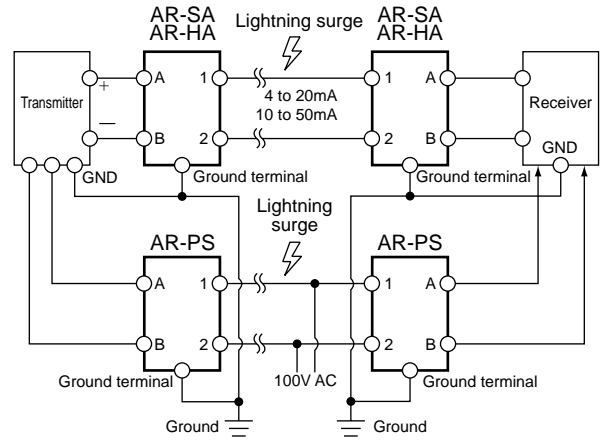 AR-SA
AR-HA
Lightning surge
AR-SA
AR-HA
Transmitter
+
—
A
1
B
2
4 to 20mA
10 to 50mA
1
A
2
B
Receiver
GND
GND
Ground terminal
Ground terminal
Lightning
surge
AR-PS
AR-PS
A
1
B
2
1
A
2
B
100V AC
Ground terminal
Ground terminal
Ground
Ground